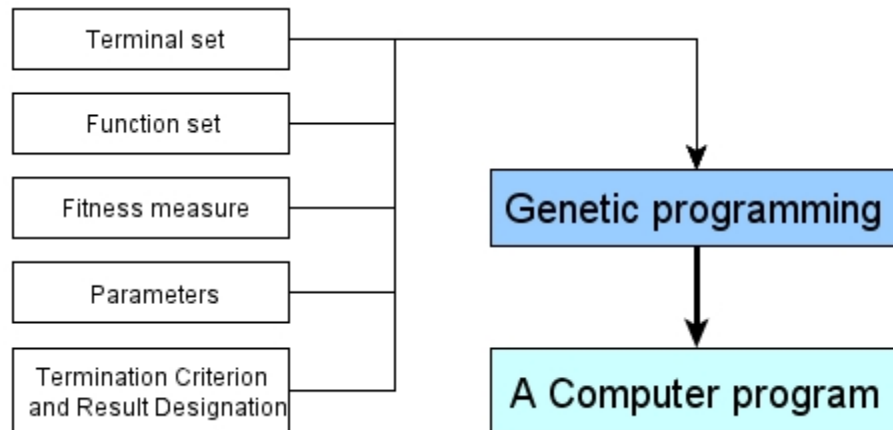 Terminal set
Function set
Fitness measure
Parameters
Termination Criterion
and Result Designation
Genetic programming
A Computer program